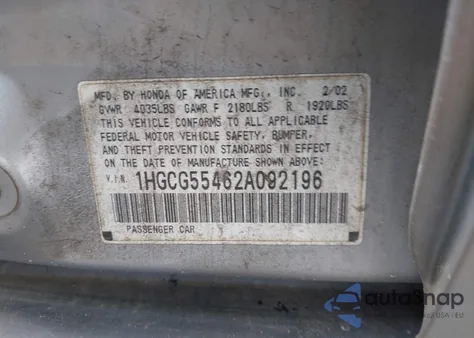 MFD. BY HONDA OF AMERICA MFG., INC. 2/02
GVWR 4035LBS GAWR F 2180LBS R 1920LBS
THIS VEHICLE CONFORMS TO ALL APPLICABLE
FEDERAL MOTOR VEHICLE SAFETY, BUMPER,
AND THEFT PREVENTION STANDARDS IN EFFECT
ON THE DATE OF MANUFACTURE SHOWN ABOVE:
V.I.N. 1HGCG55462A092196
PASSENGER CAR
autoSnap
USA | EU